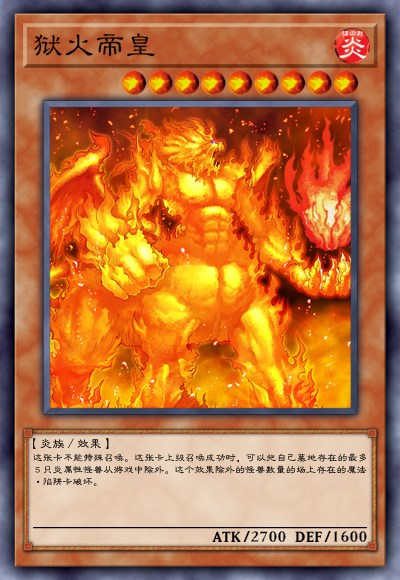 狱火帝皇
ほのお
炎
【炎族／效果】
这张卡不能特殊召唤。这张卡上级召唤成功时，可以把自己墓地存在的最多
５只炎属性怪兽从游戏中除外。这个效果除外的怪兽数量的场上存在的魔法
·陷阱卡破坏。
ATK/2700 DEF/1600